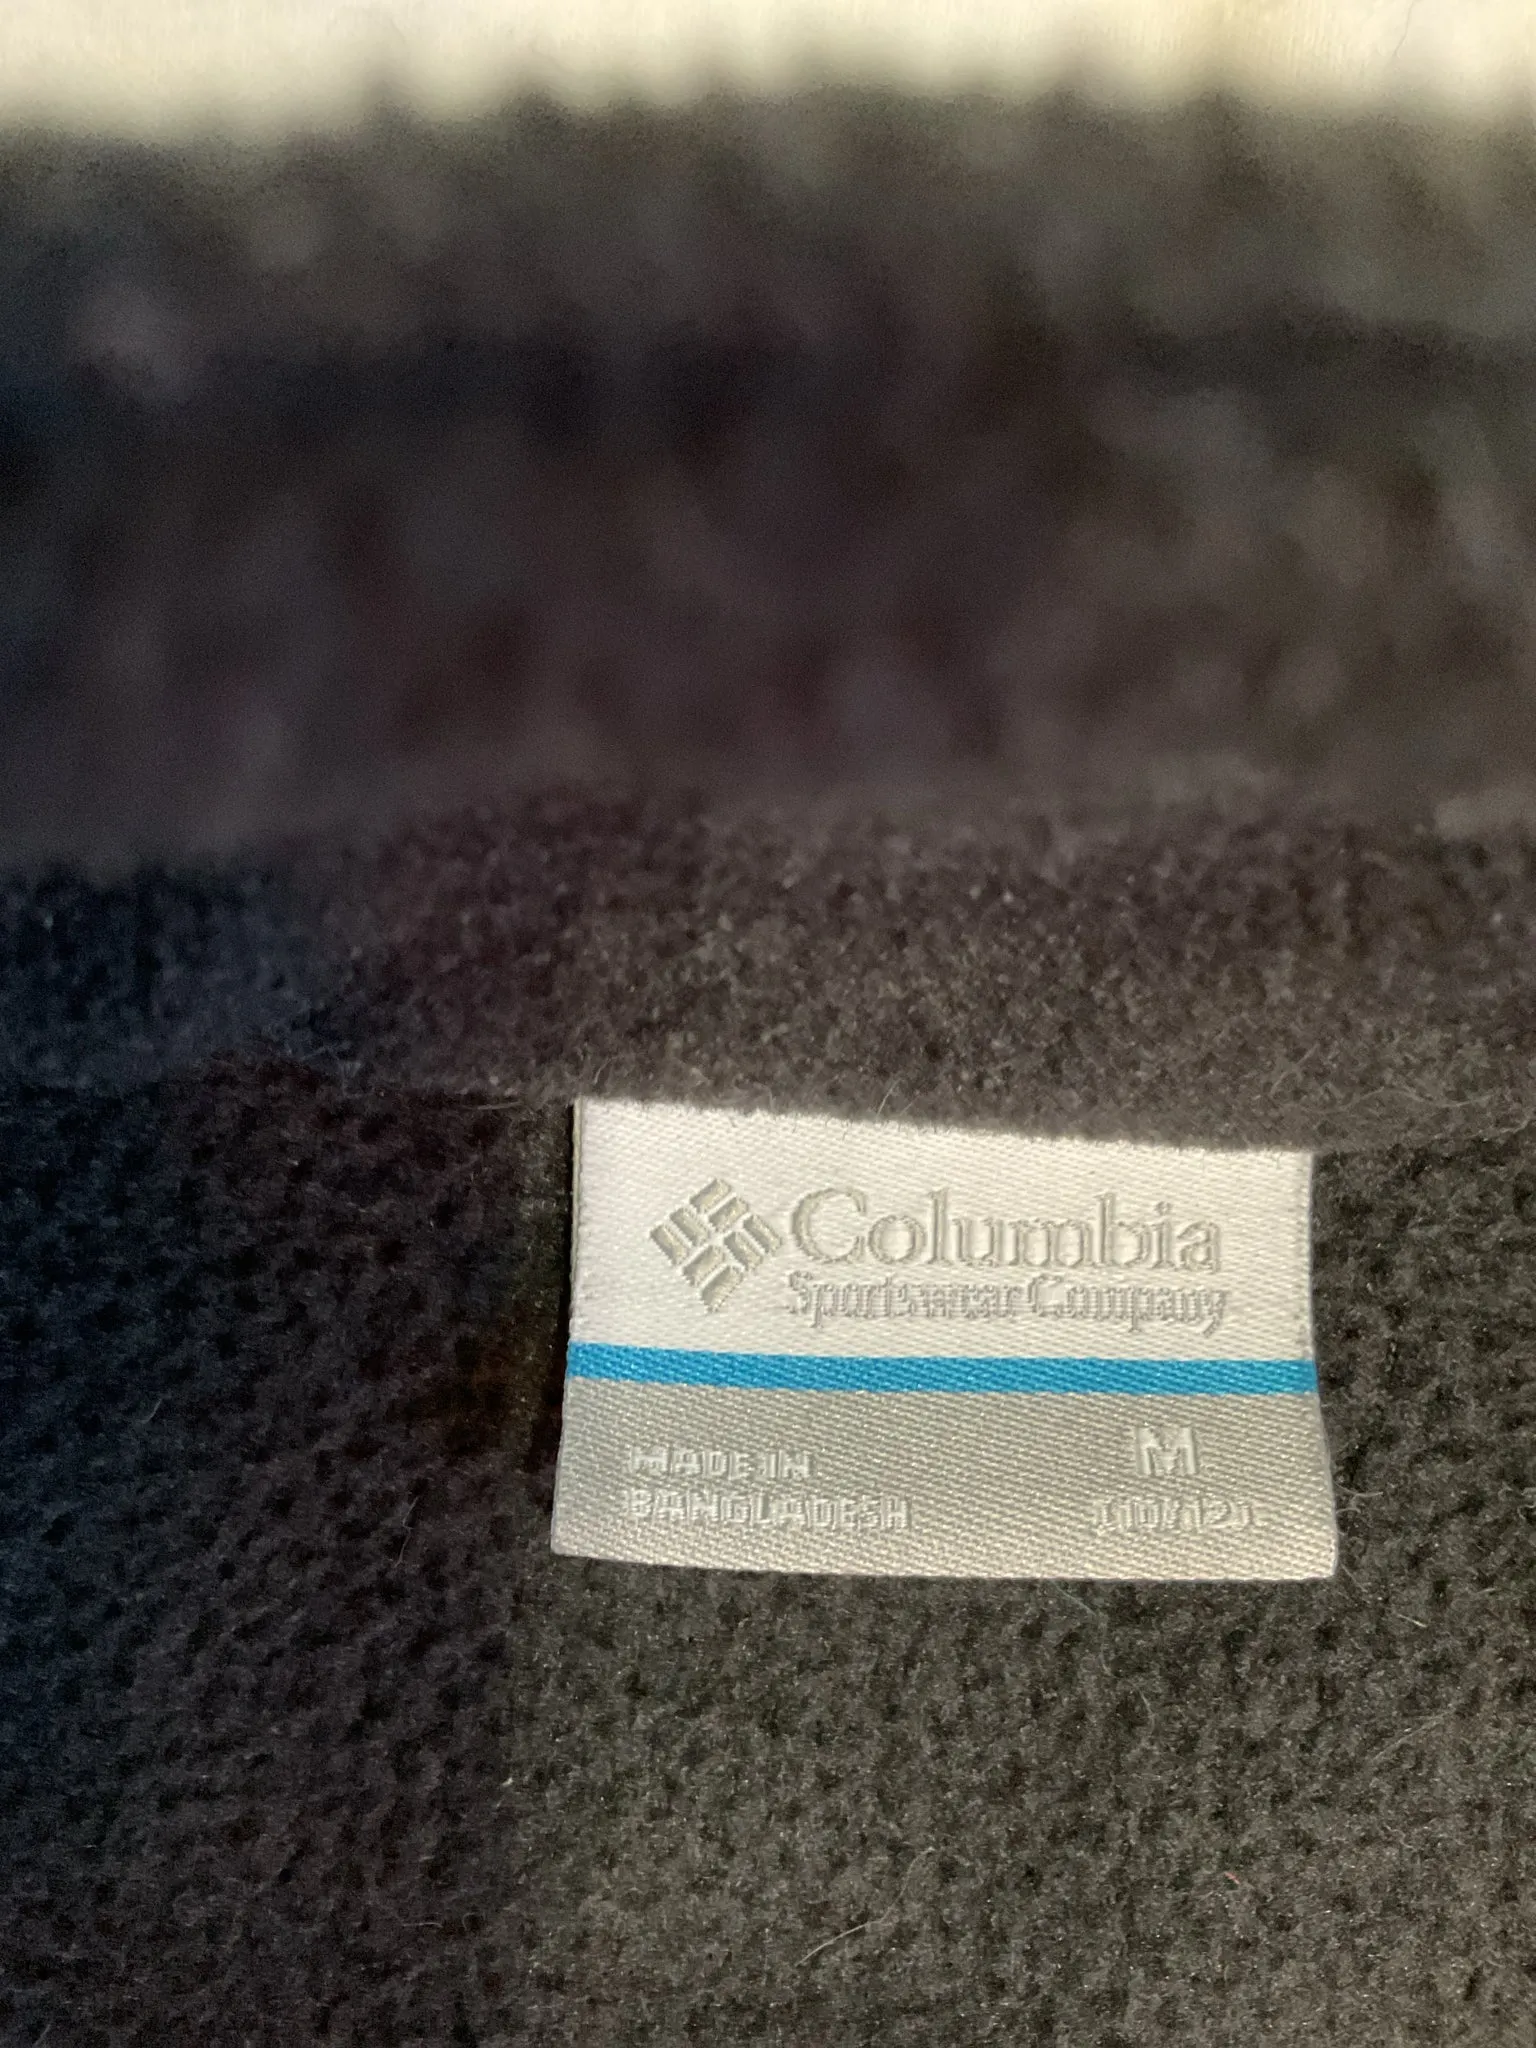 Columbia
Sportswear Company
MADE IN
BANGLADESH
M
(10/12)